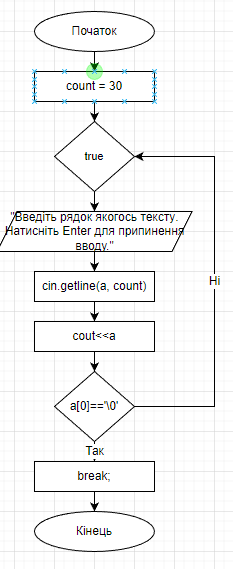 Початок
count = 30
true
"Введіть рядок якогось тексту.
Натисніть Enter для припинення
вводу."
cin.getline(a, count)
Ні
cout<<a
a[0]=='\0'
Так
break;
Кінець